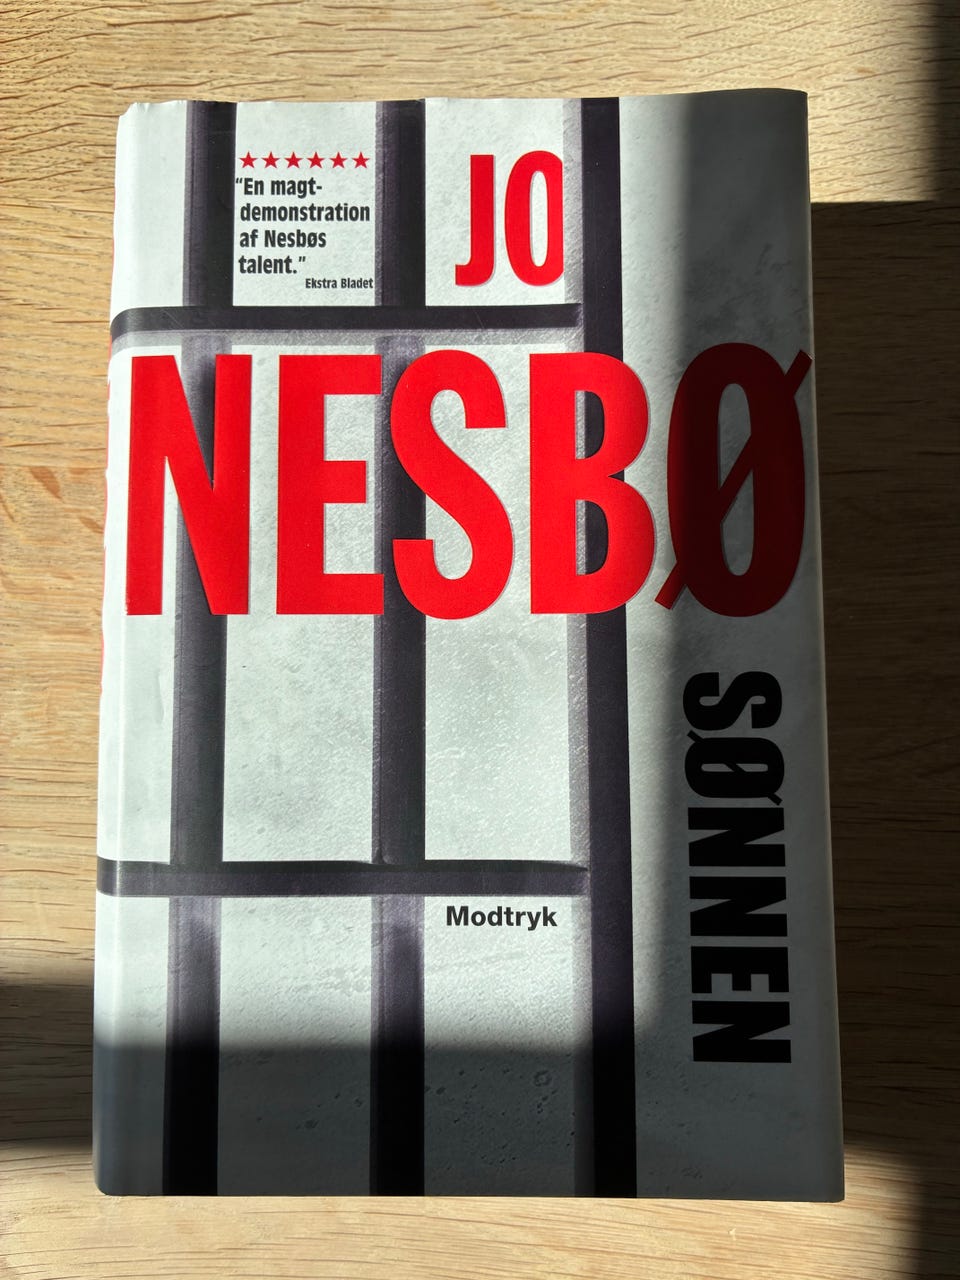 ★★★★★★
“En magt-
demonstration
af Nesbøs
talent.”
Ekstra Bladet
JO
NESBØ
SØNNEN
Modtryk